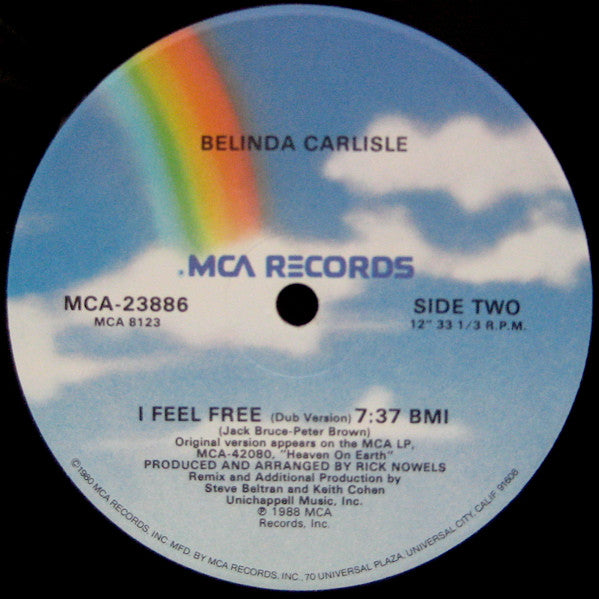 BELINDA CARLISLE
.MCA RECORDS
MCA-23886
MCA 8123
SIDE TWO
12" 33 1/3 R.P.M.
I FEEL FREE (Dub Version) 7:37 BMI
(Jack Bruce-Peter Brown)
Original version appears on the MCA LP,
MCA-42080, "Heaven On Earth"
PRODUCED AND ARRANGED BY RICK NOWELS
Remix and Additional Production by
Steve Beltran and Keith Cohen
Unichappell Music, Inc.
℗ 1988 MCA
Records, Inc.
©1980 MCA RECORDS, INC. MFD. BY MCA RECORDS, INC., 70 UNIVERSAL PLAZA, UNIVERSAL CITY, CALIF. 91608